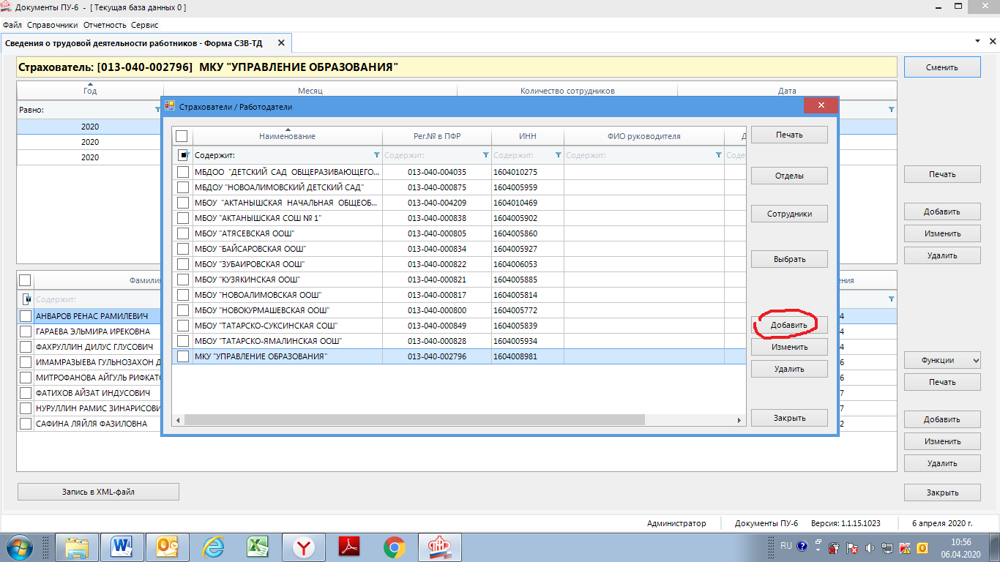 Документы ПУ-6 - [ Текущая база данных 0 ]
Файл Справочники Отчетность Сервис
Сведения о трудовой деятельности работников - Форма СЗВ-ТД
Страхователь: [013-040-002796] МКУ "УПРАВЛЕНИЕ ОБРАЗОВАНИЯ"
Сменить
Год Месяц Количество сотрудников Дата
Равно:
2020
2020
2020
Печать
Добавить
Изменить
Удалить
Страхователи / Работодатели
Наименование Рег.№ в ПФР ИНН ФИО руководителя Д
Содержит: Содержит: Содержит: Содержит: Соде
МБДОО "ДЕТСКИЙ САД ОБЩЕРАЗИВАЮЩЕГО... 013-040-004035 1604010275
МБДОУ "НОВОАЛИМОВСКИЙ ДЕТСКИЙ САД" 013-040-000875 1604005959
МБОУ "АКТАНЫШСКАЯ НАЧАЛЬНАЯ ОБЩЕОБ... 013-040-004209 1604010469
МБОУ "АКТАНЫШСКАЯ СОШ № 1" 013-040-000838 1604005902
МБОУ "АТЯСЕВСКАЯ ООШ" 013-040-000805 1604005860
МБОУ "БАЙСАРОВСКАЯ ООШ" 013-040-000834 1604005927
МБОУ "ЗУБАИРОВСКАЯ ООШ" 013-040-000822 1604006053
МБОУ "КУЗЯКИНСКАЯ ООШ" 013-040-000821 1604005885
МБОУ "НОВОАЛИМОВСКАЯ ООШ" 013-040-000817 1604005814
МБОУ "НОВОКУРМАШЕВСКАЯ ООШ" 013-040-000800 1604005772
МБОУ "ТАТАРСКО-СУКСИНСКАЯ СОШ" 013-040-000849 1604005839
МБОУ "ТАТАРСКО-ЯМАЛИНСКАЯ ООШ" 013-040-000828 1604005934
МКУ "УПРАВЛЕНИЕ ОБРАЗОВАНИЯ" 013-040-002796 1604008981
Печать
Отделы
Сотрудники
Выбрать
Добавить
Изменить
Удалить
Закрыть
Фамилия ения
Содержит:
АНВАРОВ РЕНАС РАМИЛЕВИЧ 4
ГАРАЕВА ЭЛЬМИРА ИРЕКОВНА 4
ФАХРУЛЛИН ДИЛУС ГЛУСОВИЧ 4
ИМАМРАЗЫЕВА ГУЛЬНОЗАХОН Д 6
МИТРОФАНОВА АЙГУЛЬ РИФКАТО 6
ФАТИХОВ АЙЗАТ ИНДУСОВИЧ 7
НУРУЛЛИН РАМИС ЗИНАРИСОВИ 7
САФИНА ЛЯЙЛЯ ФАЗИЛОВНА 2
Функции
Печать
Добавить
Изменить
Удалить
Запись в XML-файл
Закрыть
Администратор Документы ПУ-6 Версия: 1.1.15.1023 6 апреля 2020 г.
RU 10:56
06.04.2020